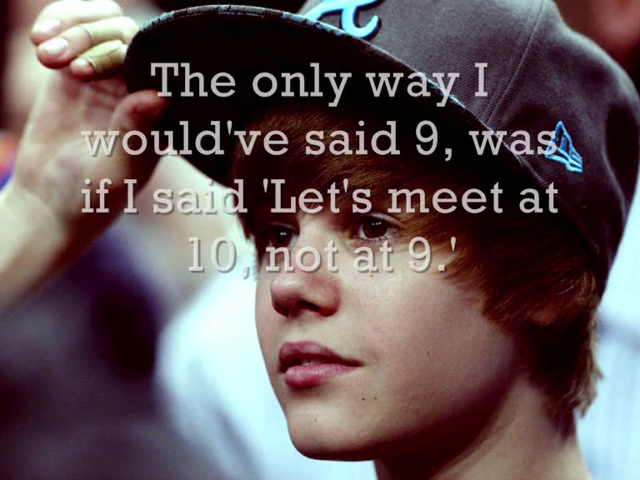 The only way I
would've said 9, was
if I said 'Let's meet at
10, not at 9.'